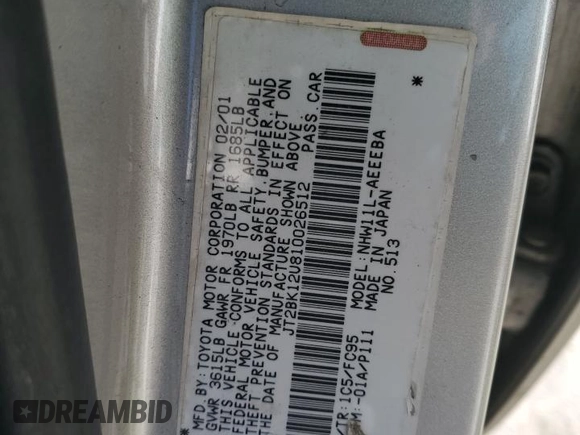 MFD.BY:TOYOTA MOTOR CORPORATION 02/01
GVWR 3615LB GAWR FR 1970LB RR 1685LB
THIS VEHICLE CONFORMS TO ALL APPLICABLE
FEDERAL MOTOR VEHICLE SAFETY,BUMPER,AND
THEFT PREVENTION STANDARDS IN EFFECT ON
THE DATE OF MANUFACTURE SHOWN ABOVE.
JT2BK12U810026512 PASS.CAR
*
*
/TR:1C5/FC95 MODEL:NHW11L-AEEEBA
M:-01A/P111 MADE IN JAPAN
NO.513
AUTOBIDCAR